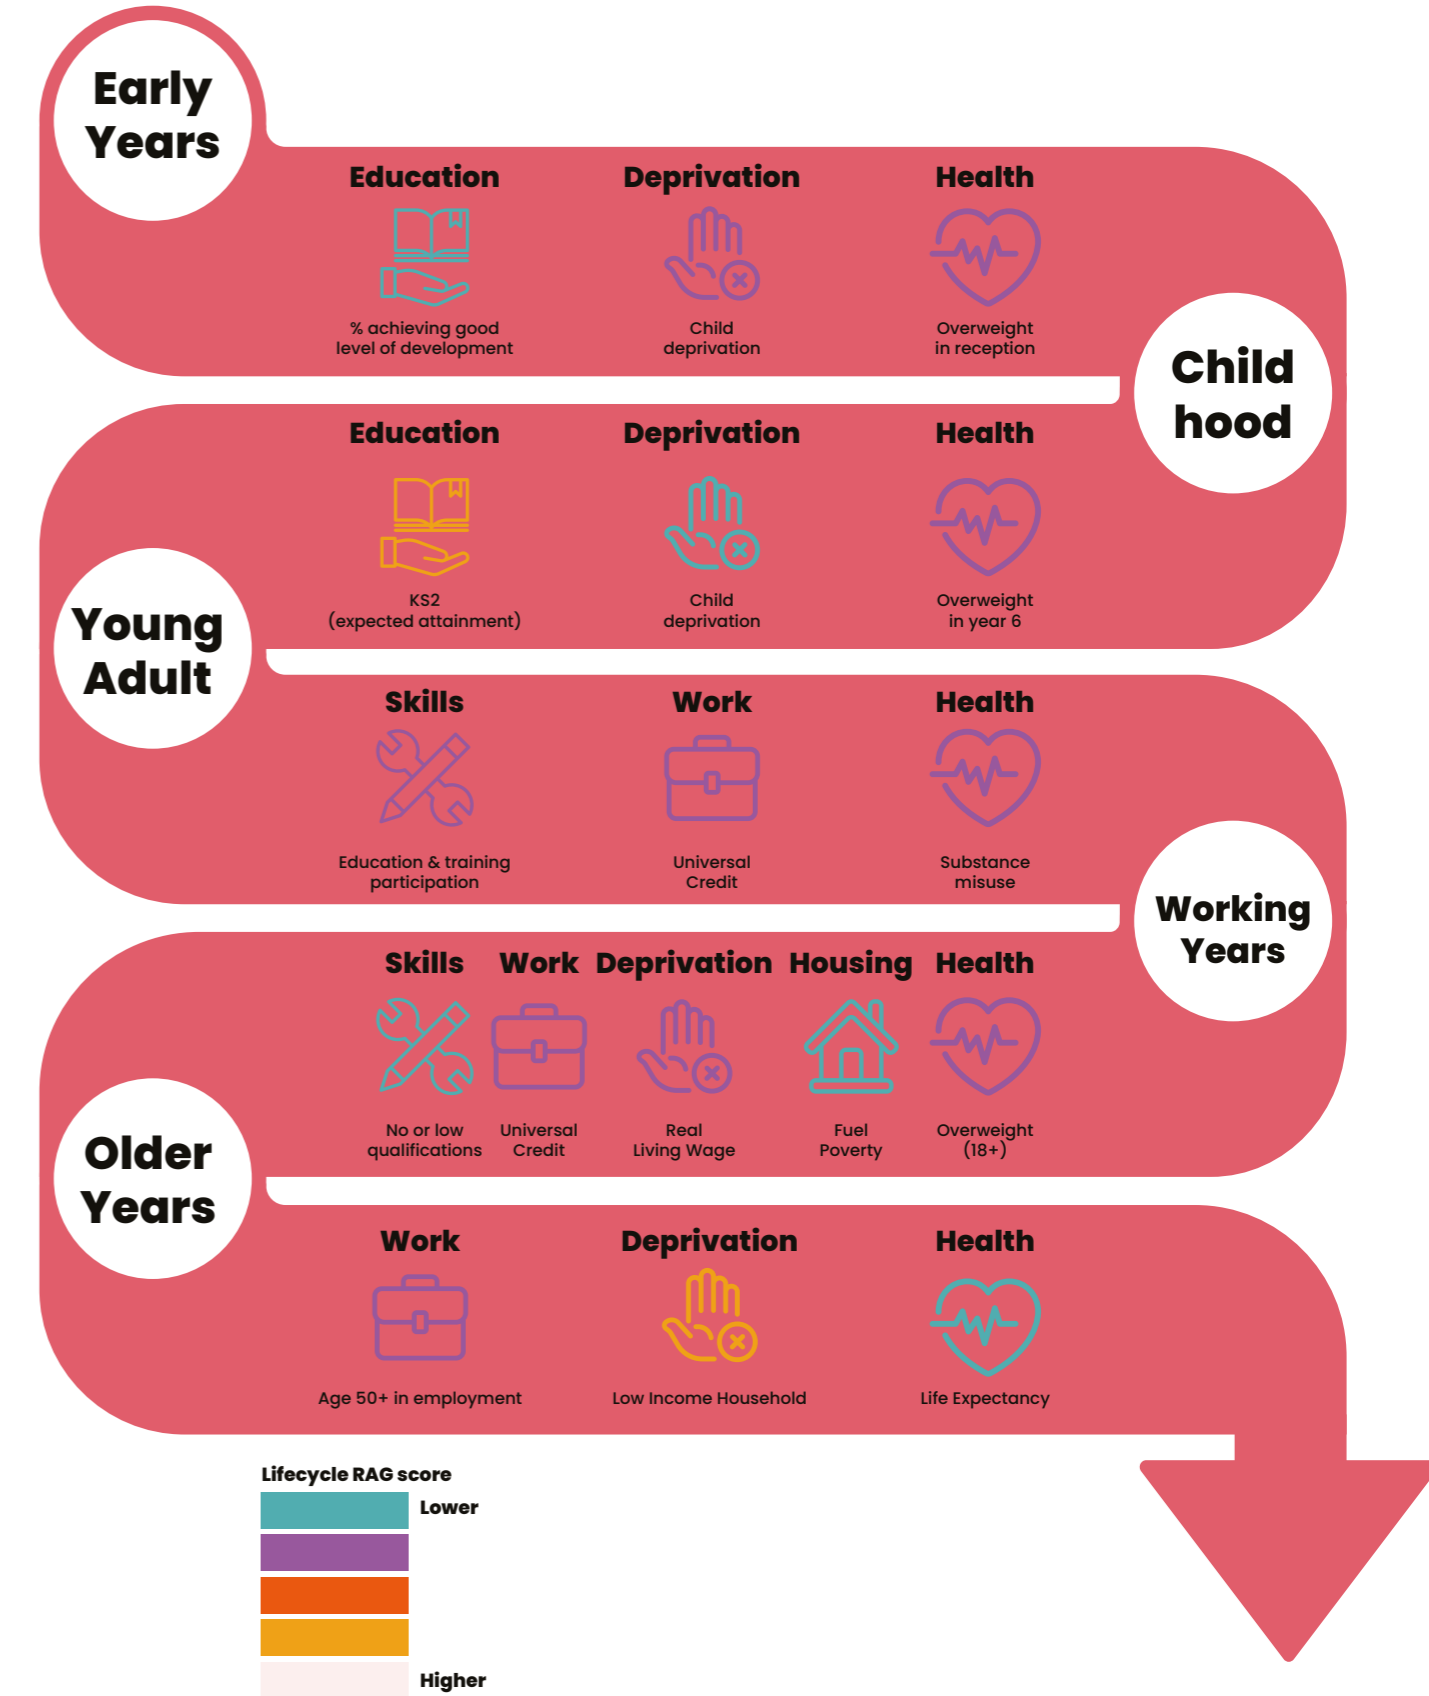 Early
Years
Education
Deprivation
Health
% achieving good
level of development
Child
deprivation
Overweight
in reception
Child
hood
Education
Deprivation
Health
KS2
(expected attainment)
Child
deprivation
Overweight
in year 6
Young
Adult
Skills
Work
Health
Education & training
participation
Universal
Credit
Substance
misuse
Working
Years
Skills
Work
Deprivation
Housing
Health
No or low
qualifications
Universal
Credit
Real
Living Wage
Fuel
Poverty
Overweight
(18+)
Older
Years
Work
Deprivation
Health
Age 50+ in employment
Low Income Household
Life Expectancy
Lifecycle RAG score
Lower
Higher